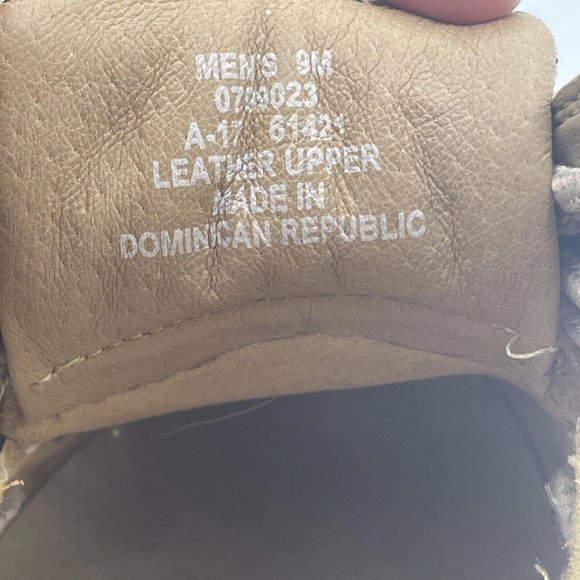 MEN'S 9M
0799023
A-17 61421
LEATHER UPPER
MADE IN
DOMINICAN REPUBLIC